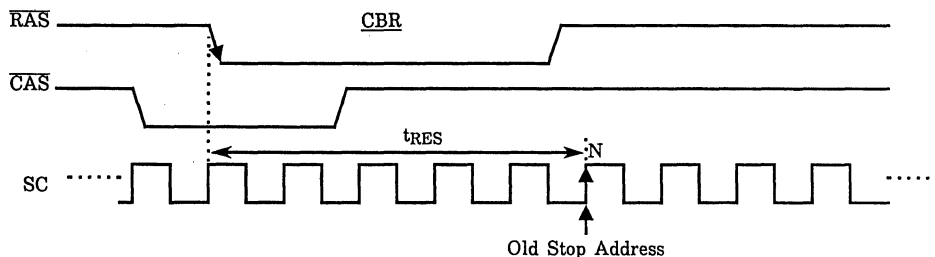 RAS
CBR
CAS
tRES
N
SC
Old Stop Address